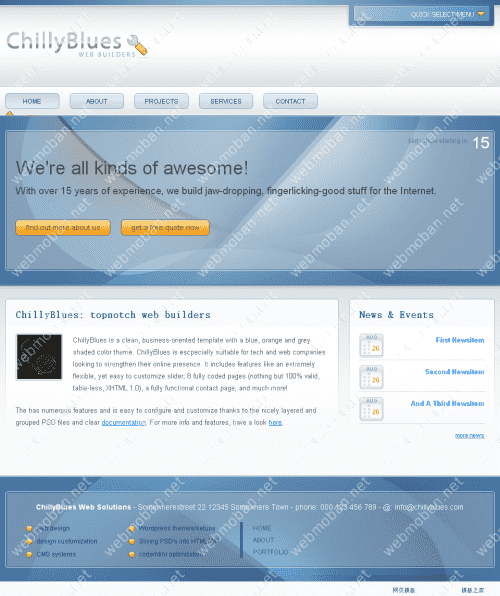 QUICK SELECT MENU
ChillyBlues
WEB BUILDERS
HOME
ABOUT
PROJECTS
SERVICES
CONTACT
15
We're all kinds of awesome!
With over 15 years of experience, we build jaw-dropping, fingerlicking-good stuff for the Internet.
find out more about us
get a free quote now
ChillyBlues: topnotch web builders
ChillyBlues is a clean, business-oriented template with a blue, orange and grey
shaded color theme. ChillyBlues is escpecially suitable for tech and web companies
looking to strengthen their online presence. It includes features like an extremely
flexible, yet easy to customize slider, 8 fully coded pages (nothing but 100% valid,
table-less, XHTML 1.0), a fully functional contact page, and much more!
The has numerous features and is easy to configure and customize thanks to the nicely layered and
grouped PSD files and clear documentation. For more info and features, have a look here.
News & Events
AUG
26
First Newsitem
AUG
26
Second Newsitem
AUG
26
And A Third Newsitem
more news
ChillyBlues Web Solutions - Somewherestreet 22 12345 Somewhere Town - phone: 000 123 456 789 - @: info@chillyblues.com
web design
design customization
CMS systems
Wordpress themes/setups
Slicing PSD's into HTML
code/html optimization
HOME
ABOUT
PORTFOLIO
网页模板
模板之家
webmoban.net